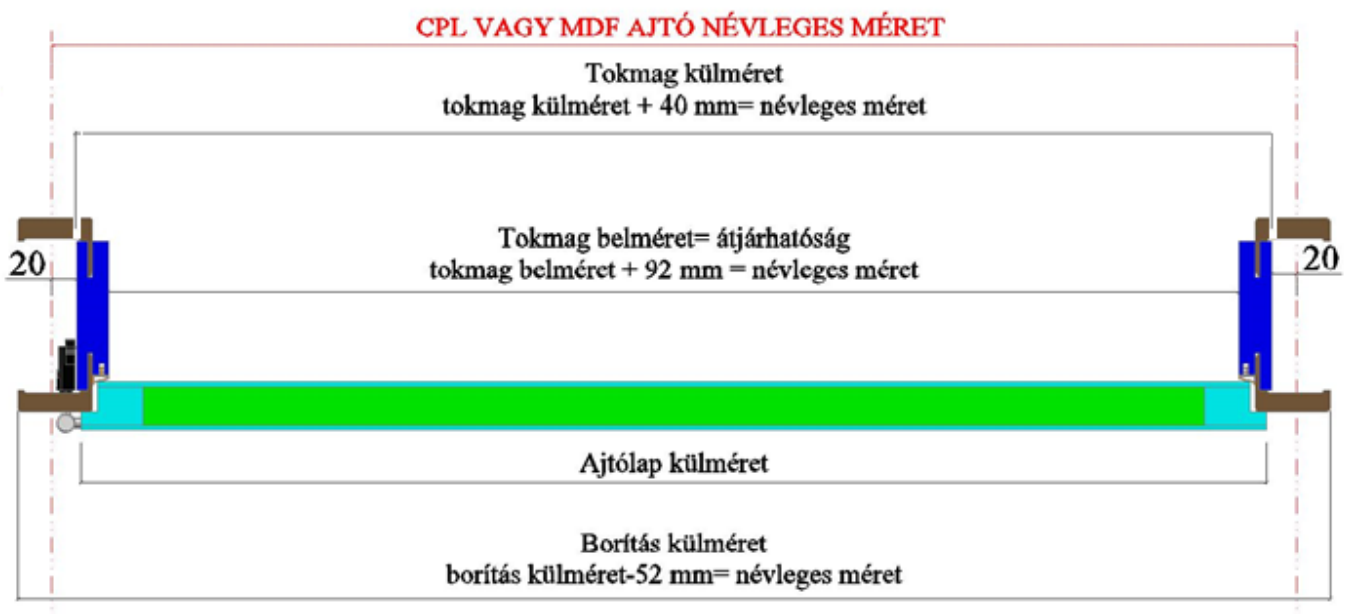 CPL VAGY MDF AJTÓ NÉVLEGES MÉRET
Tokmag külméret
tokmag külméret + 40 mm= névleges méret
Tokmag belméret= átjárhatóság
tokmag belméret + 92 mm = névleges méret
20
20
Ajtólap külméret
Borítás külméret
borítás külméret-52 mm= névleges méret